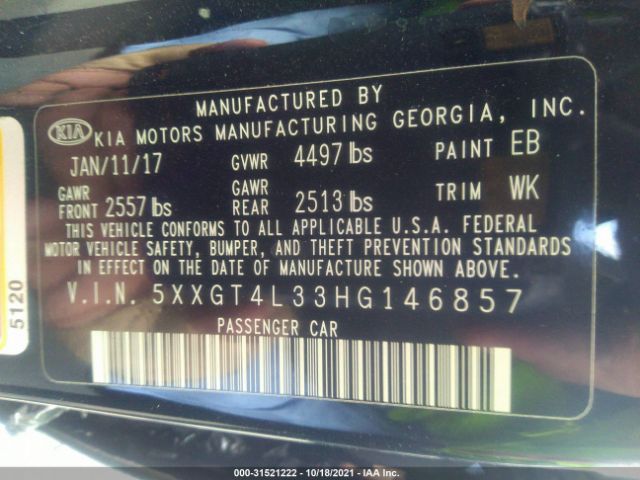 MANUFACTURED BY
KIA KIA MOTORS MANUFACTURING GEORGIA, INC.
JAN/11/17 GVWR 4497 lbs PAINT EB
GAWR FRONT 2557 lbs GAWR REAR 2513 lbs TRIM WK
THIS VEHICLE CONFORMS TO ALL APPLICABLE U.S.A. FEDERAL
MOTOR VEHICLE SAFETY, BUMPER, AND THEFT PREVENTION STANDARDS
IN EFFECT ON THE DATE OF MANUFACTURE SHOWN ABOVE.
V.I.N. 5XXGT4L33HG146857
PASSENGER CAR
5120
000-31521222 - 10/18/2021 - IAA Inc.